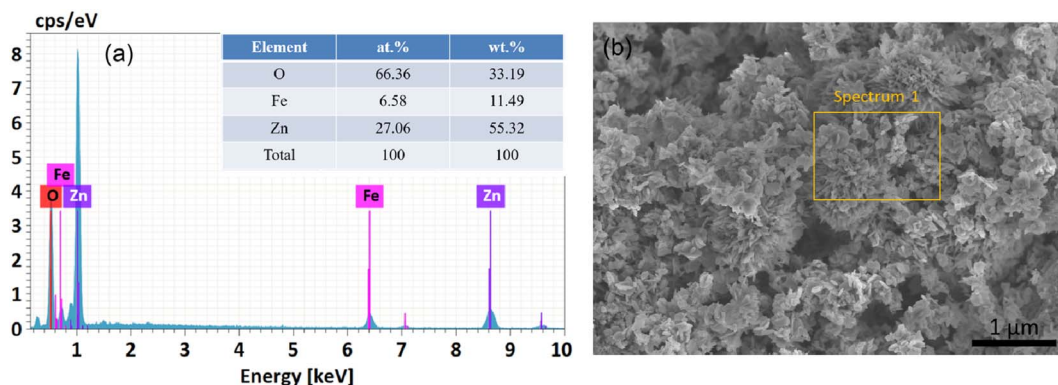 cps/eV
(a)
8
7
6
5
4
3
2
1
0
Element at.% wt.%
O 66.36 33.19
Fe 6.58 11.49
Zn 27.06 55.32
Total 100 100
Fe
O Zn
Fe
Zn
1 2 3 4 5 6 7 8 9 10
Energy [keV]
(b)
Spectrum 1
1 µm